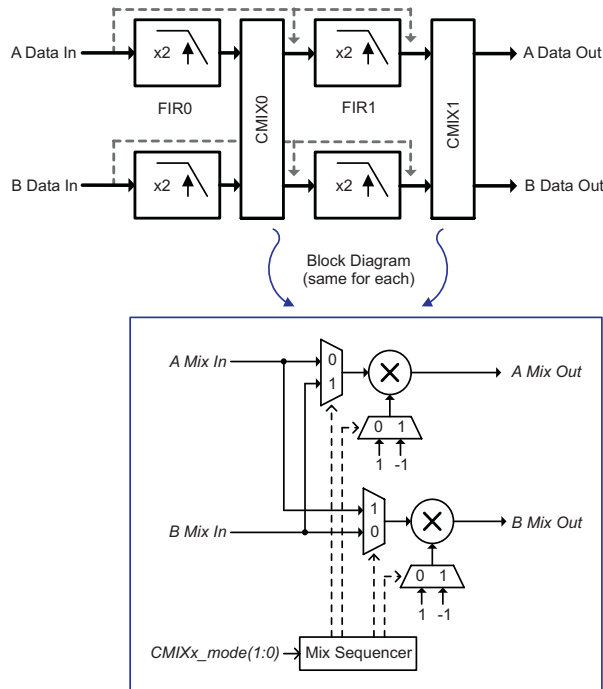 A Data In
x2
x2
A Data Out
FIR0
CMIX0
FIR1
CMIX1
B Data In
x2
x2
B Data Out
Block Diagram
(same for each)
A Mix In
0
1
A Mix Out
0 1
1 -1
1
0
B Mix In
B Mix Out
0 1
1 -1
CMIXx_mode(1:0)
Mix Sequencer